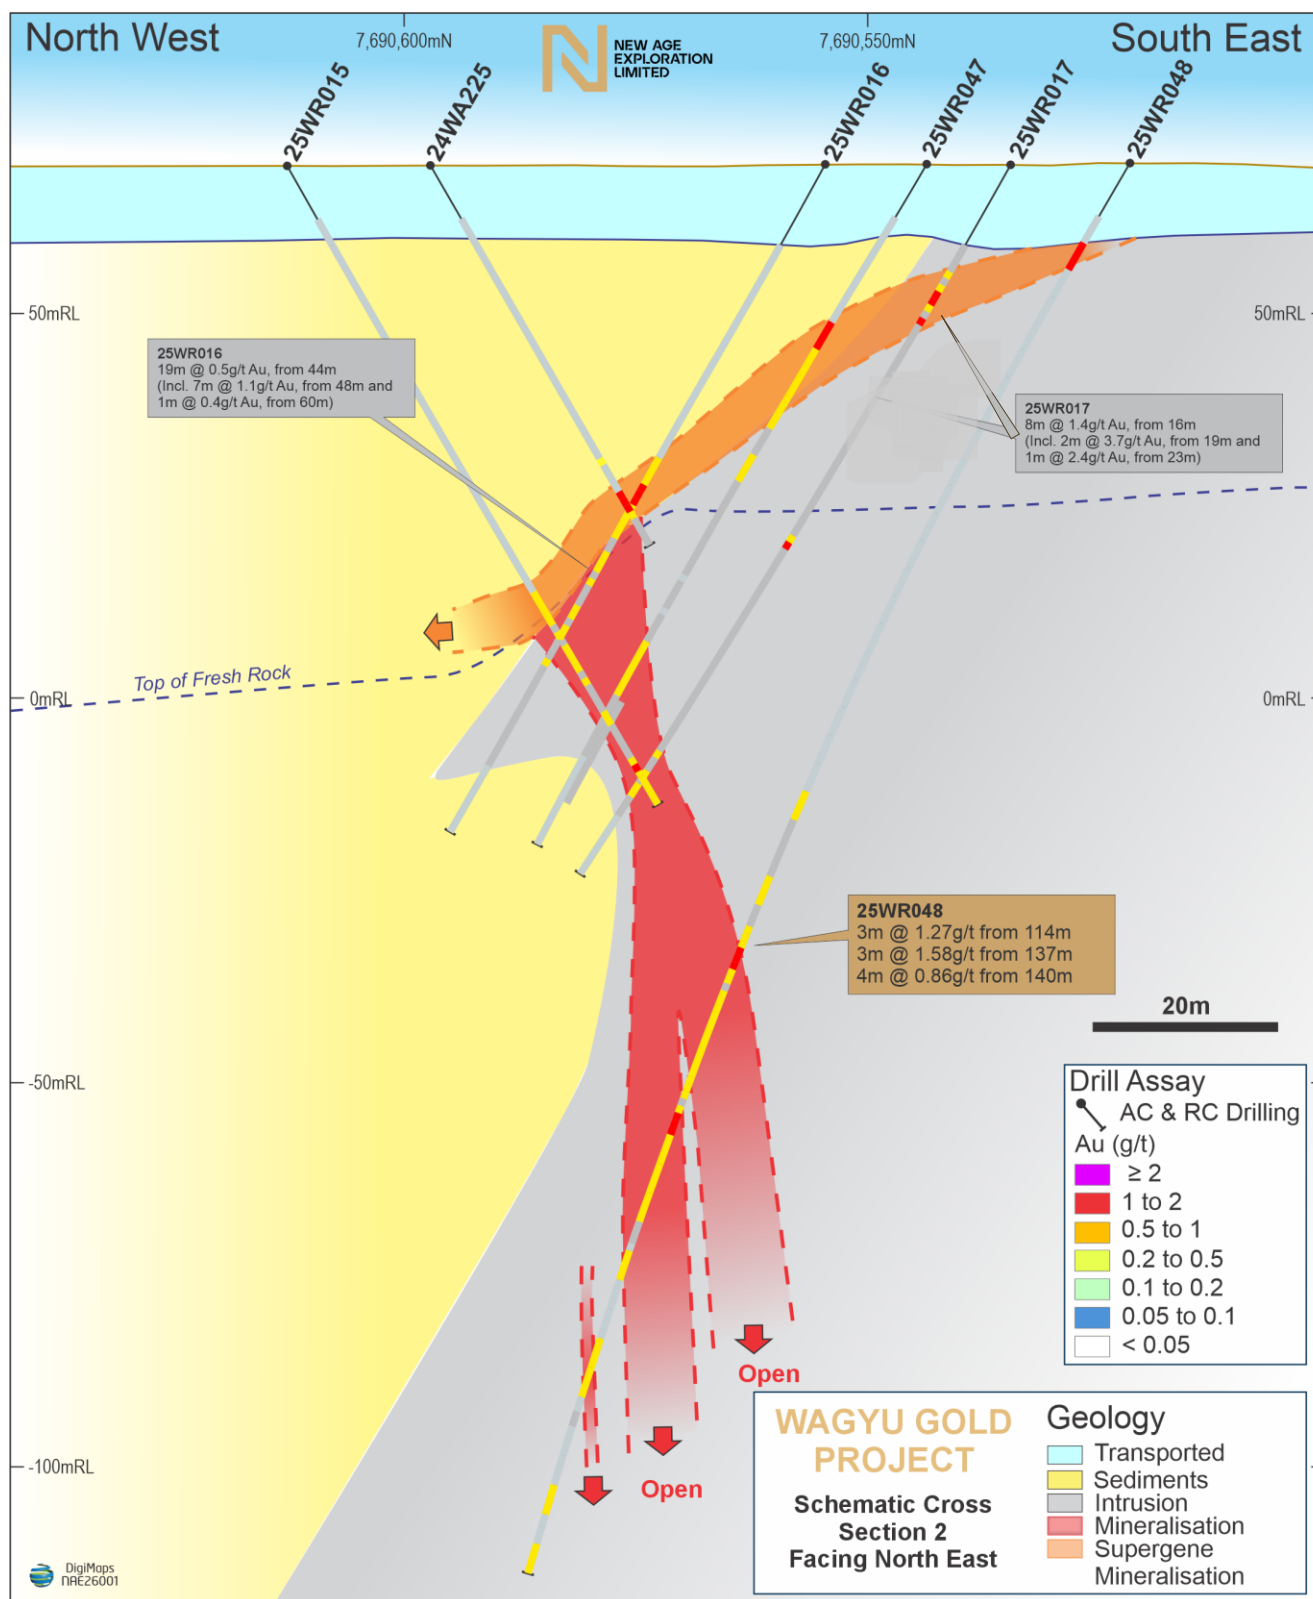 North West
7,690,600mN
NEW AGE
EXPLORATION
LIMITED
7,690,550mN
South East
25WR015
24WA225
25WR016
25WR047
25WR017
25WR048
50mRL
50mRL
25WR016
19m @ 0.5g/t Au, from 44m
(Incl. 7m @ 1.1g/t Au, from 48m and
1m @ 0.4g/t Au, from 60m)
25WR017
8m @ 1.4g/t Au, from 16m
(Incl. 2m @ 3.7g/t Au, from 19m and
1m @ 2.4g/t Au, from 23m)
Top of Fresh Rock
0mRL
0mRL
25WR048
3m @ 1.27g/t from 114m
3m @ 1.58g/t from 137m
4m @ 0.86g/t from 140m
20m
-50mRL
Drill Assay
AC & RC Drilling
Au (g/t)
≥ 2
1 to 2
0.5 to 1
0.2 to 0.5
0.1 to 0.2
0.05 to 0.1
< 0.05
Open
Open
-100mRL
WAGYU GOLD
PROJECT
Schematic Cross
Section 2
Facing North East
Geology
Transported
Sediments
Intrusion
Mineralisation
Supergene
Mineralisation
DigiMaps
NAE26001